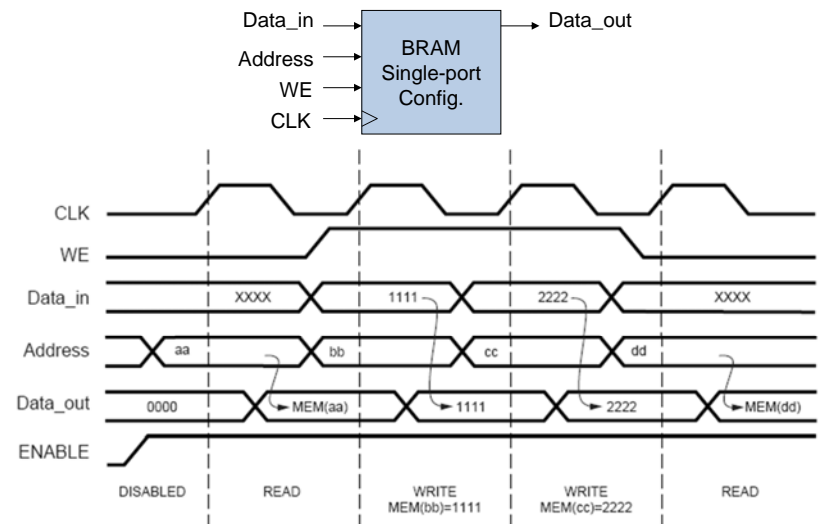 Data_in
Address
WE
CLK
BRAM
Single-port
Config.
Data_out
CLK
WE
Data_in XXXX 1111 2222 XXXX
Address aa bb cc dd
Data_out 0000 MEM(aa) 1111 2222 MEM(dd)
ENABLE
DISABLED READ WRITE WRITE READ
MEM(bb)=1111 MEM(cc)=2222